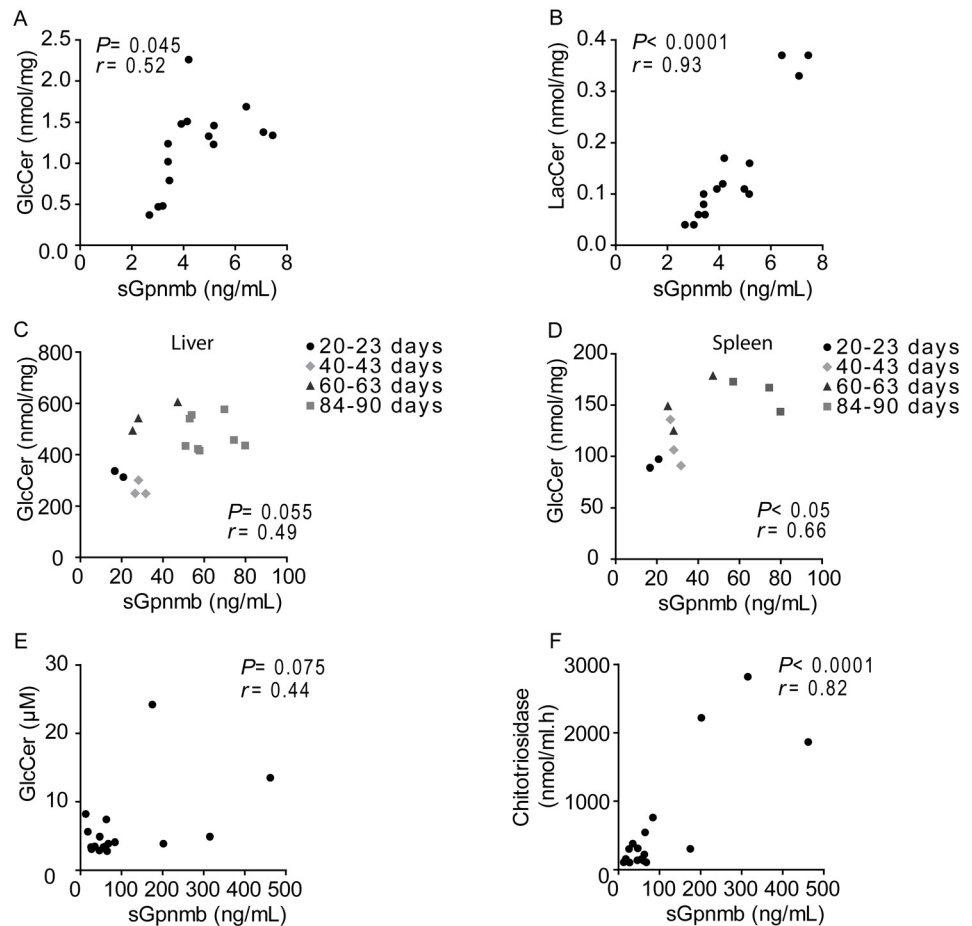 A
P= 0.045
r= 0.52
GlcCer (nmol/mg)
2.5
2.0
1.5
1.0
0.5
0.0
0 2 4 6 8
sGpnmb (ng/mL)
B
P< 0.0001
r= 0.93
LacCer (nmol/mg)
0.4
0.3
0.2
0.1
0.0
0 2 4 6 8
sGpnmb (ng/mL)
C
Liver
20-23 days
40-43 days
60-63 days
84-90 days
GlcCer (nmol/mg)
800
600
400
200
0
P= 0.055
r= 0.49
0 20 40 60 80 100
sGpnmb (ng/mL)
D
Spleen
20-23 days
40-43 days
60-63 days
84-90 days
GlcCer (nmol/mg)
200
150
100
50
0
P< 0.05
r= 0.66
0 20 40 60 80 100
sGpnmb (ng/mL)
E
P= 0.075
r= 0.44
GlcCer (µM)
30
20
10
0
0 100 200 300 400 500
sGpnmb (ng/mL)
F
P< 0.0001
r= 0.82
Chitotriosidase
(nmol/ml.h)
3000
2000
1000
0
0 100 200 300 400 500
sGpnmb (ng/mL)